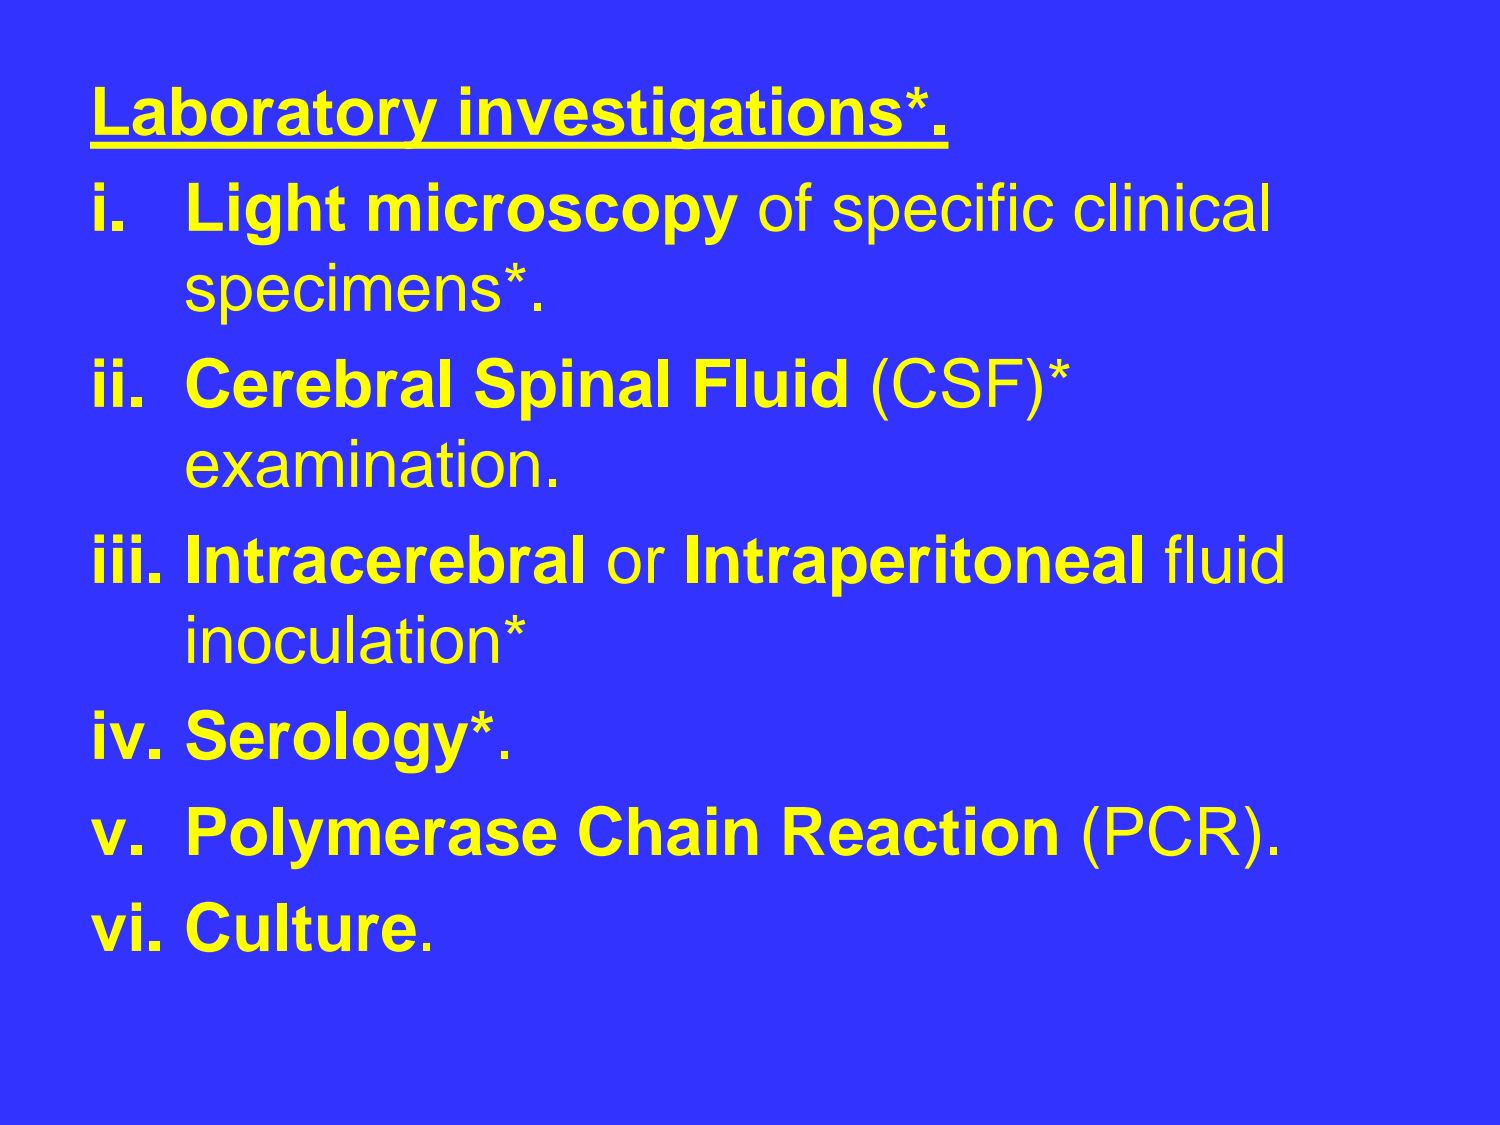 Laboratory investigations*.
i. Light microscopy of specific clinical
specimens*.
ii. Cerebral Spinal Fluid (CSF)*
examination.
iii. Intracerebral or Intraperitoneal fluid
inoculation*
iv. Serology*.
v. Polymerase Chain Reaction (PCR).
vi. Culture.